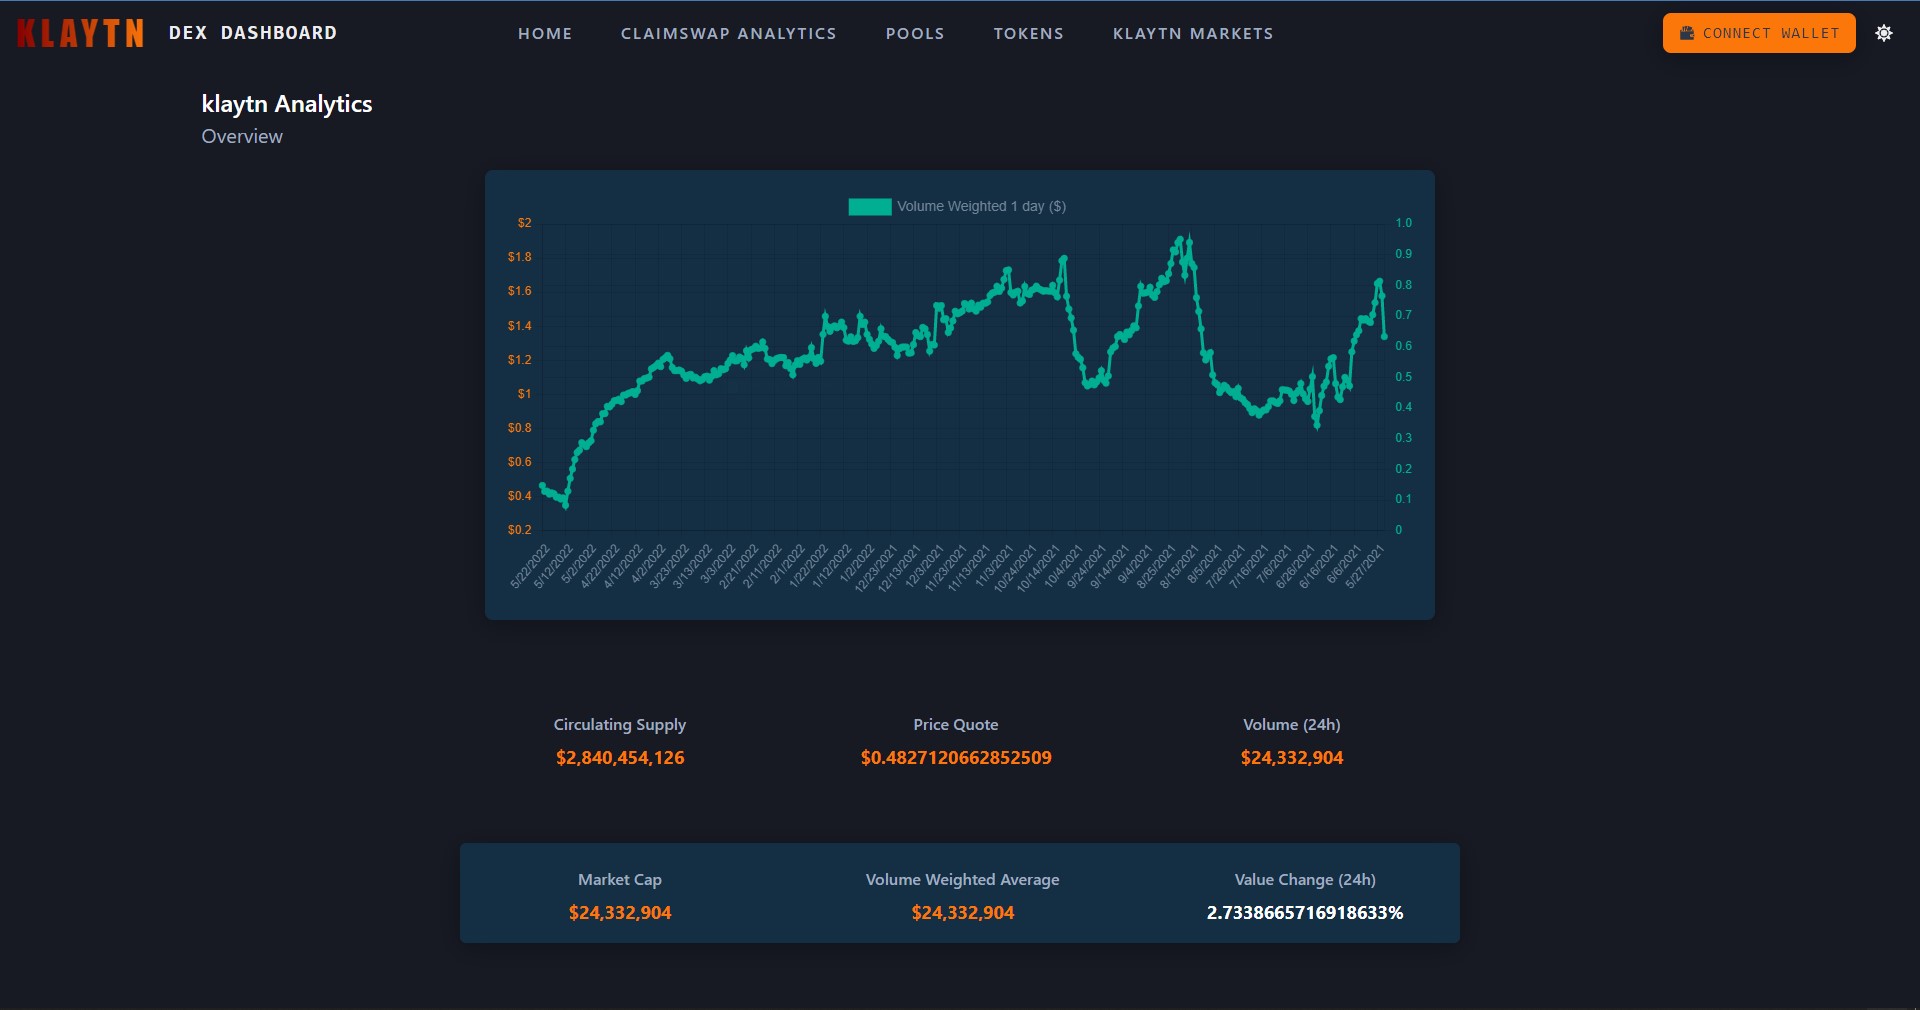 KLAYTN DEX DASHBOARD HOME CLAIMSWAP ANALYTICS POOLS TOKENS KLAYTN MARKETS CONNECT WALLET
klaytn Analytics
Overview
Volume Weighted 1 day ($)
$2 1.0
$1.8 0.9
$1.6 0.8
$1.4 0.7
$1.2 0.6
$1 0.5
$0.8 0.4
$0.6 0.3
$0.4 0.2
$0.2 0.1
0
5/22/2022 5/12/2022 5/2/2022 4/22/2022 4/12/2022 4/2/2022 3/23/2022 3/13/2022 3/3/2022 2/21/2022 2/11/2022 2/1/2022 1/22/2022 1/12/2022 1/2/2022 12/23/2021 12/13/2021 12/3/2021 11/23/2021 11/13/2021 11/3/2021 10/24/2021 10/14/2021 10/4/2021 9/24/2021 9/14/2021 9/4/2021 8/25/2021 8/15/2021 8/5/2021 7/26/2021 7/16/2021 7/6/2021 6/26/2021 6/16/2021 6/6/2021 5/27/2021
Circulating Supply Price Quote Volume (24h)
$2,840,454,126 $0.4827120662852509 $24,332,904
Market Cap Volume Weighted Average Value Change (24h)
$24,332,904 $24,332,904 2.7338665716918633%